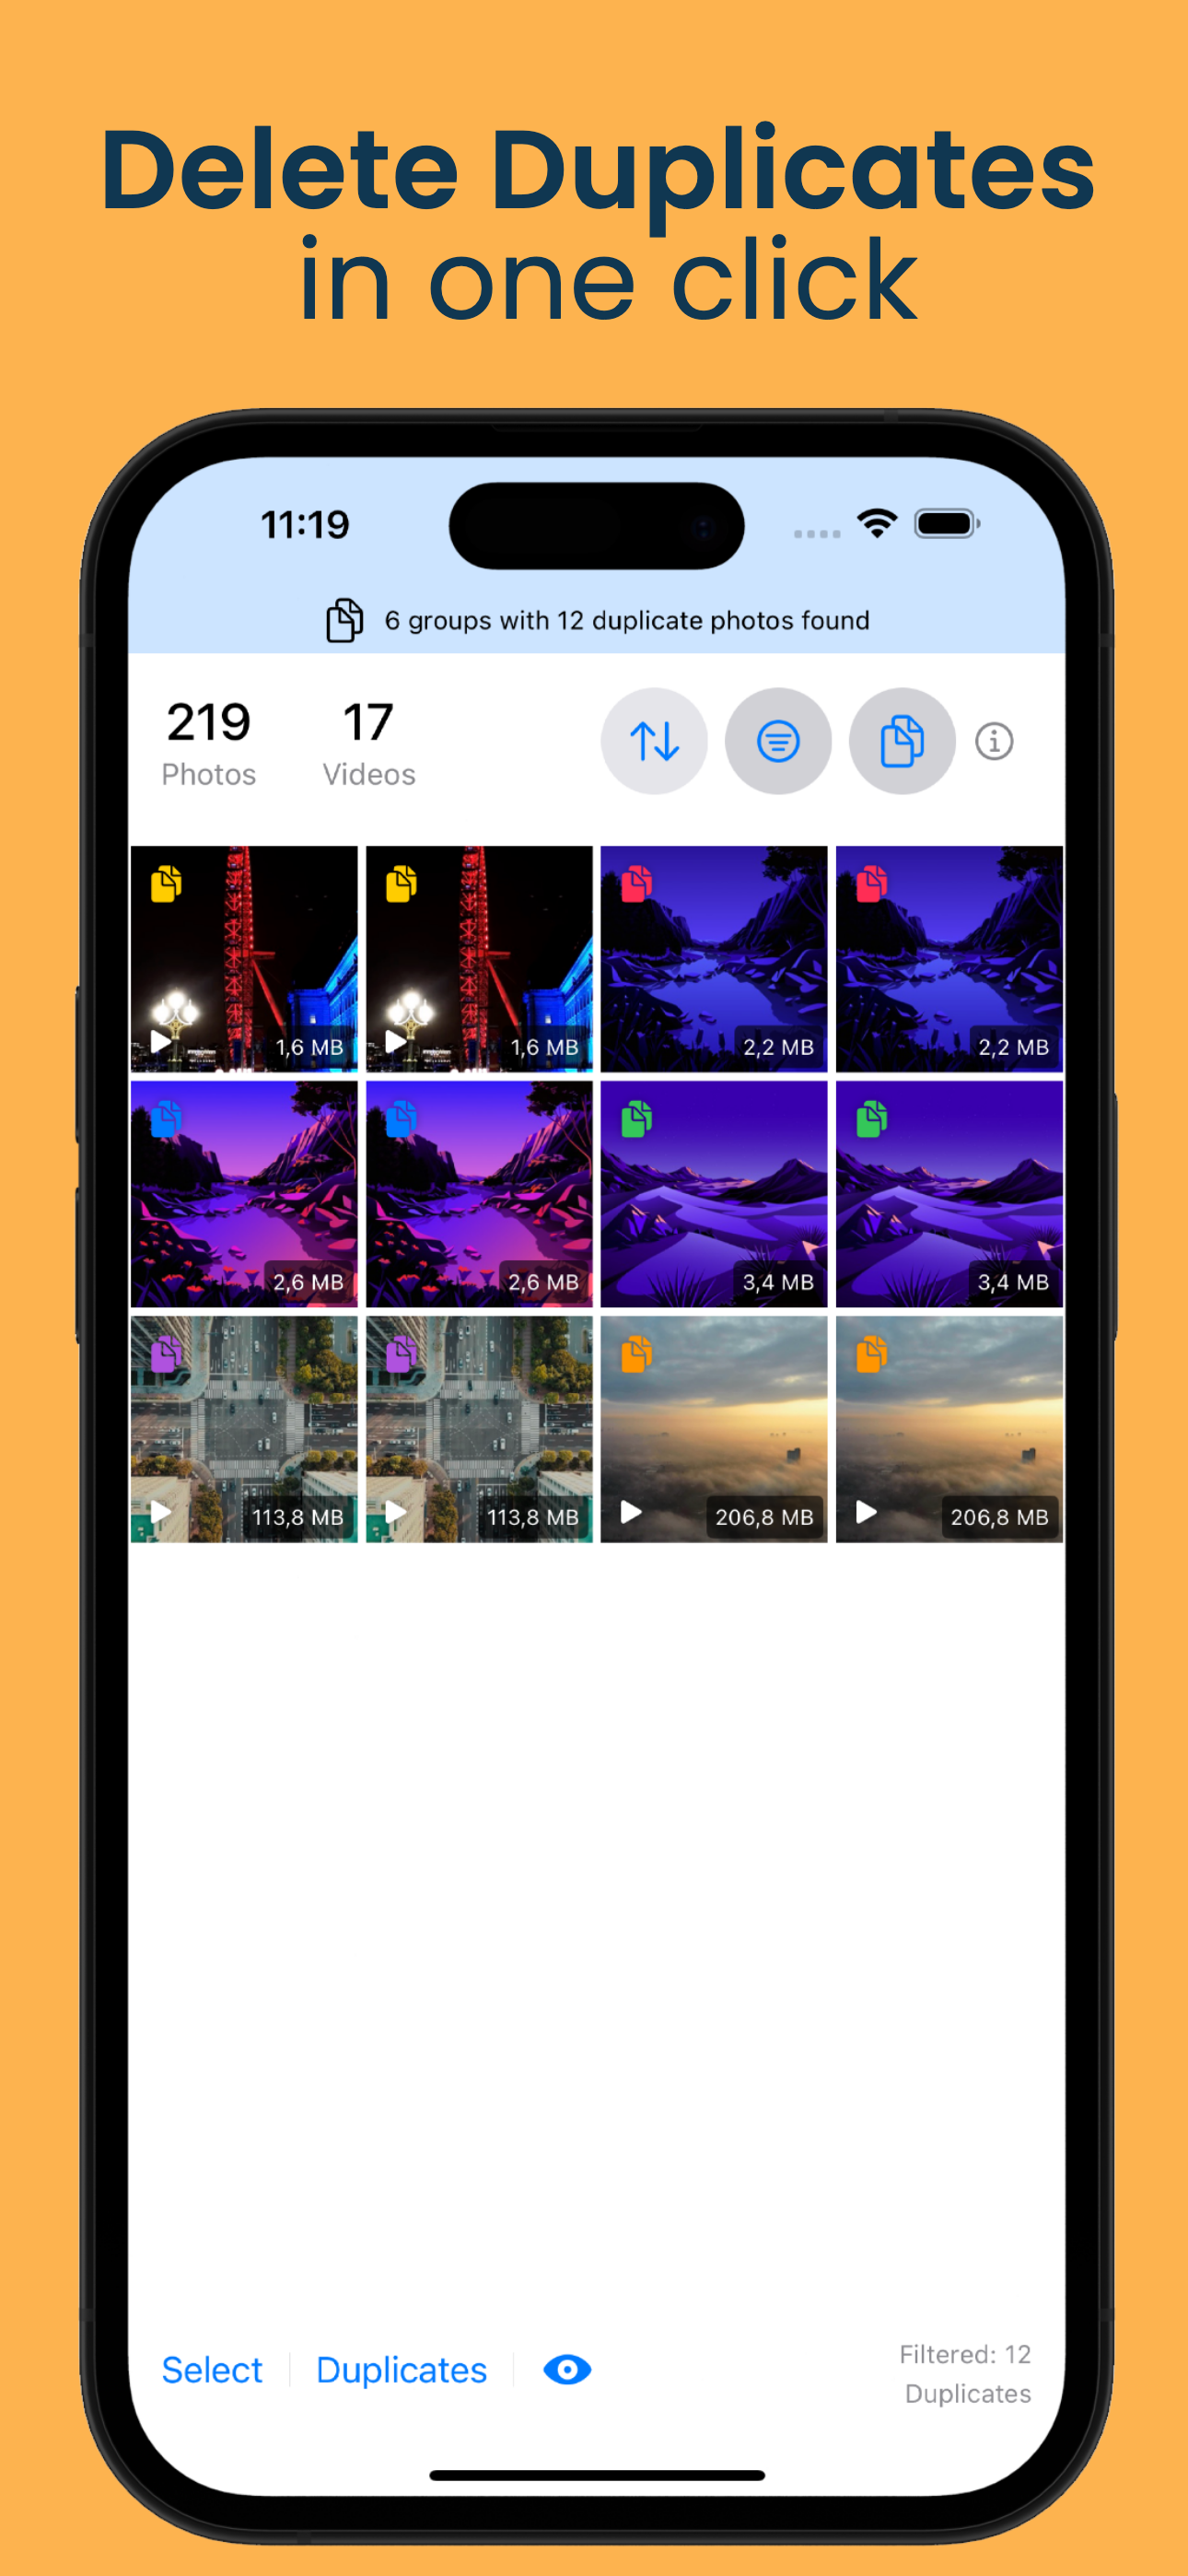 Delete Duplicates
in one click
11:19
6 groups with 12 duplicate photos found
219 17
Photos Videos
1,6 MB 1,6 MB 2,2 MB 2,2 MB
2,6 MB 2,6 MB 3,4 MB 3,4 MB
113,8 MB 113,8 MB 206,8 MB 206,8 MB
Select Duplicates
Filtered: 12
Duplicates